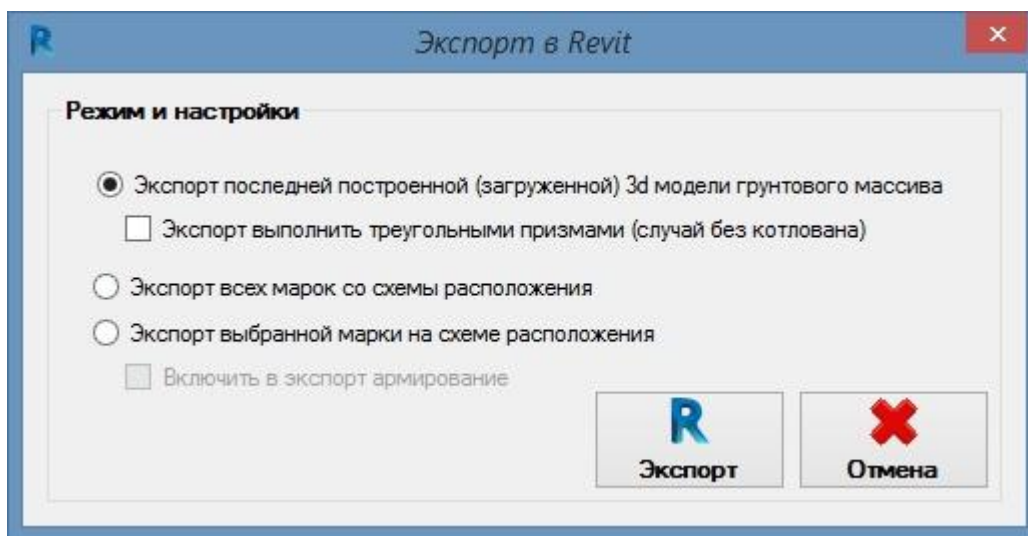 Экспорт в Revit
Режим и настройки
Экспорт последней построенной (загруженной) 3d модели грунтового массива
Экспорт выполнить треугольными призмами (случай без котлована)
Экспорт всех марок со схемы расположения
Экспорт выбранной марки на схеме расположения
Включить в экспорт армирование
Экспорт
Отмена